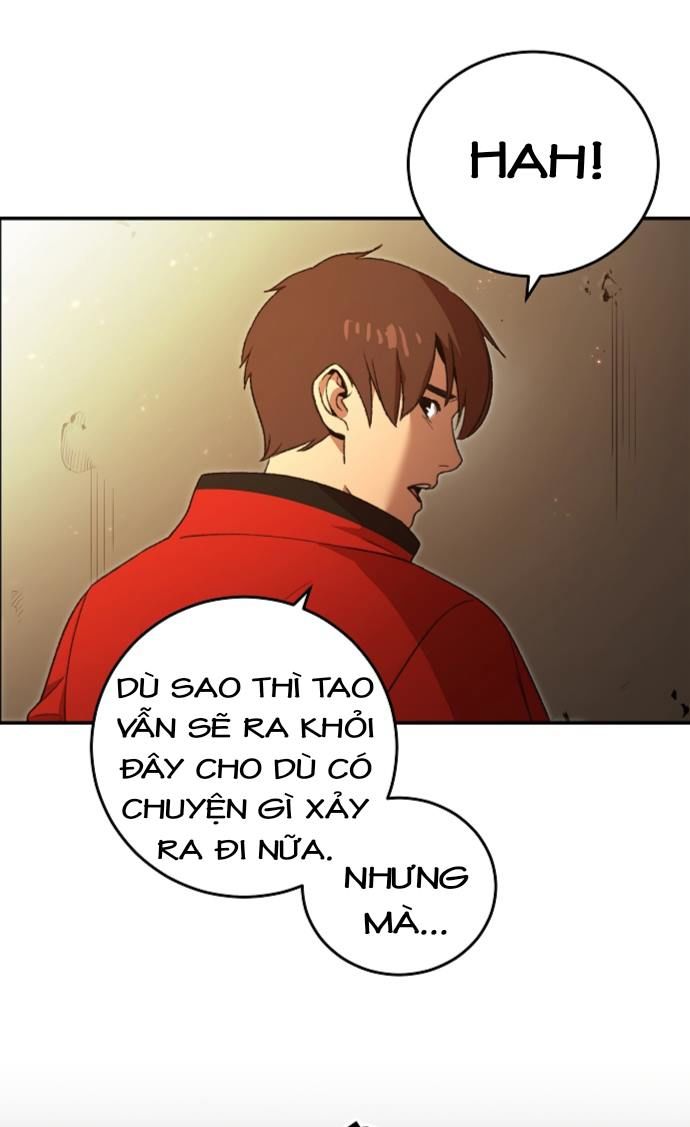 HAH!
DÙ SAO THÌ TAO
VẪN SẼ RA KHỎI
ĐÂY CHO DÙ CÓ
CHUYỆN GÌ XẢY
RA ĐI NỮA.
NHƯNG
MÀ...